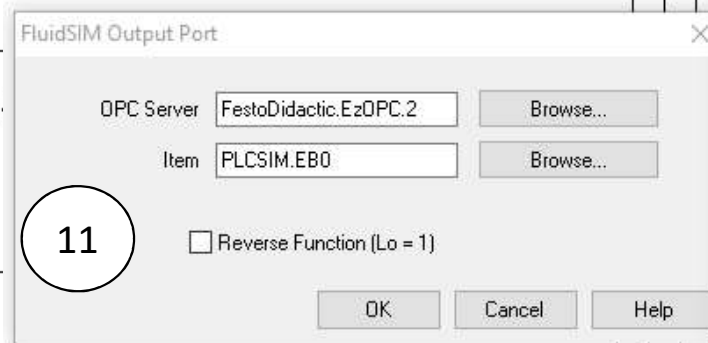 FluidSIM Output Port
OPC Server FestoDidactic.EzOPC.2 Browse...
Item PLCSIM.EB0 Browse...
11
Reverse Function (Lo = 1)
OK Cancel Help